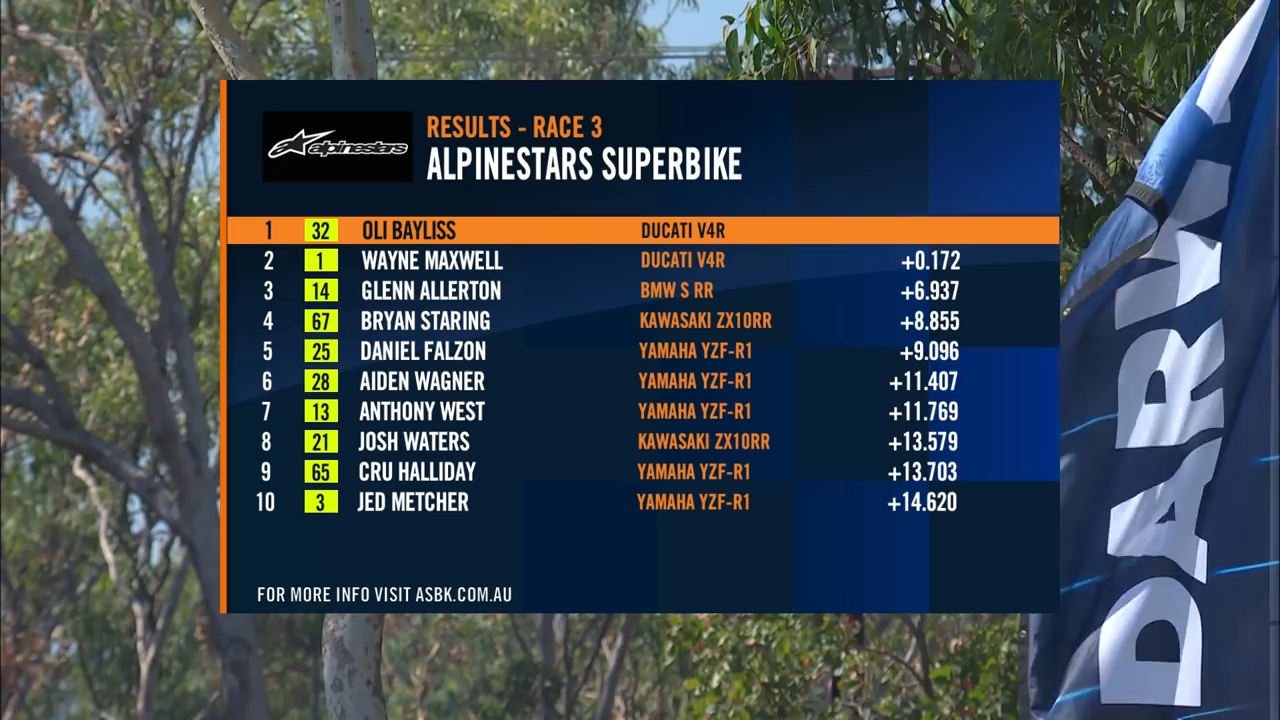 alpinestars
RESULTS - RACE 3
ALPINESTARS SUPERBIKE
1 32 OLI BAYLISS DUCATI V4R
2 1 WAYNE MAXWELL DUCATI V4R +0.172
3 14 GLENN ALLERTON BMW S RR +6.937
4 67 BRYAN STARING KAWASAKI ZX10RR +8.855
5 25 DANIEL FALZON YAMAHA YZF-R1 +9.096
6 28 AIDEN WAGNER YAMAHA YZF-R1 +11.407
7 13 ANTHONY WEST YAMAHA YZF-R1 +11.769
8 21 JOSH WATERS KAWASAKI ZX10RR +13.579
9 65 CRU HALLIDAY YAMAHA YZF-R1 +13.703
10 3 JED METCHER YAMAHA YZF-R1 +14.620
FOR MORE INFO VISIT ASBK.COM.AU